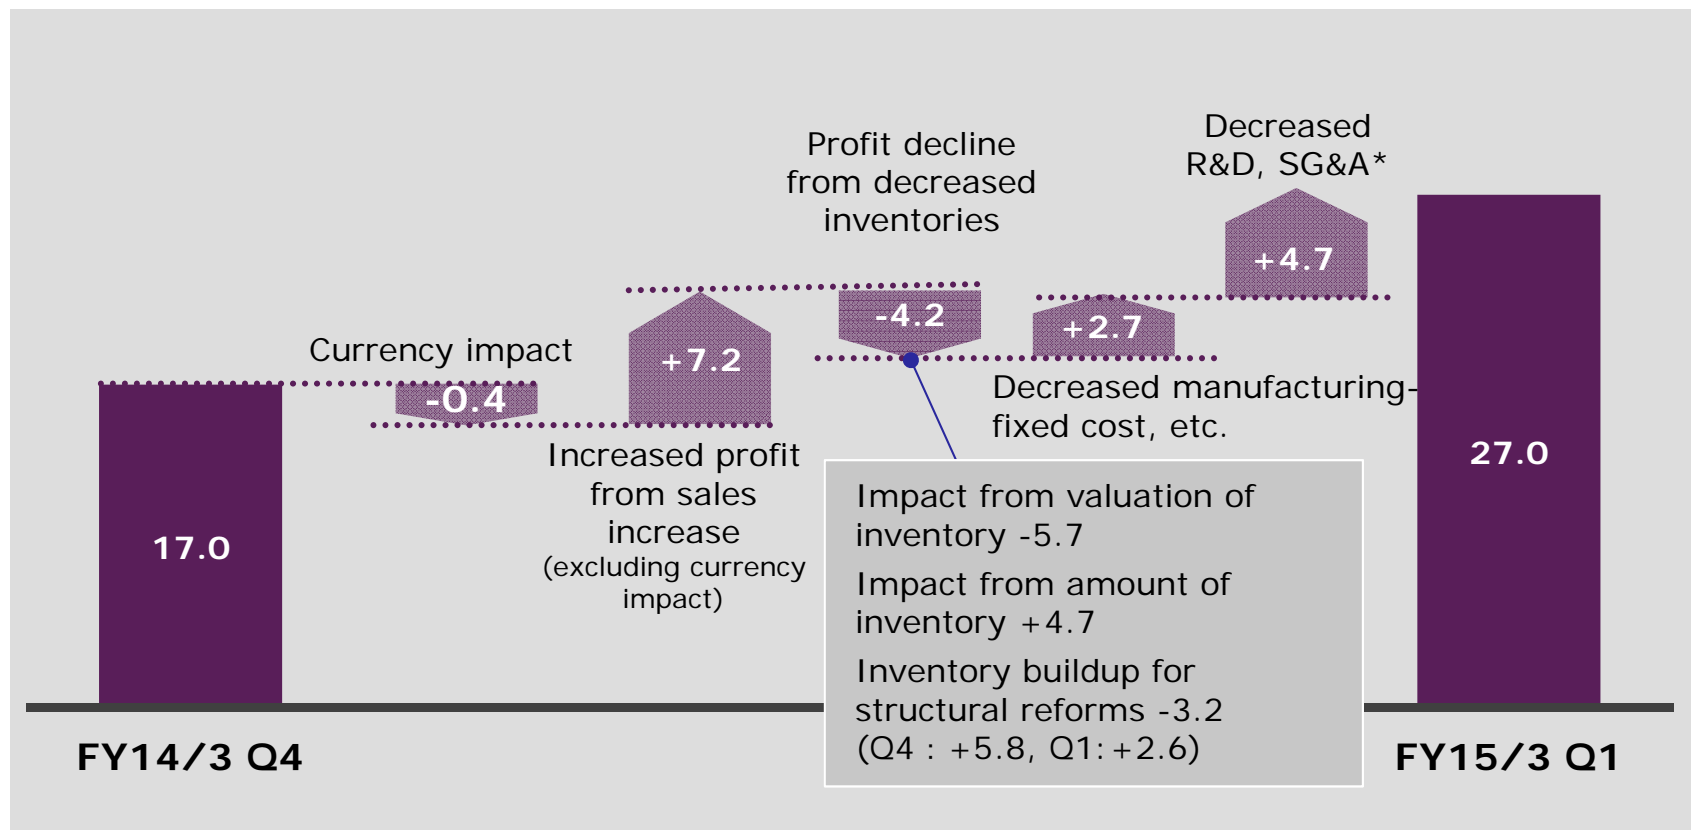 Decreased
R&D, SG&A*
Profit decline
from decreased
inventories
+4.7
-4.2
+2.7
Currency impact
+7.2
-0.4
Decreased manufacturing-
fixed cost, etc.
Increased profit
from sales
increase
(excluding currency
impact)
27.0
17.0
Impact from valuation of
inventory -5.7
Impact from amount of
inventory +4.7
Inventory buildup for
structural reforms -3.2
(Q4 : +5.8, Q1: +2.6)
FY14/3 Q4
FY15/3 Q1